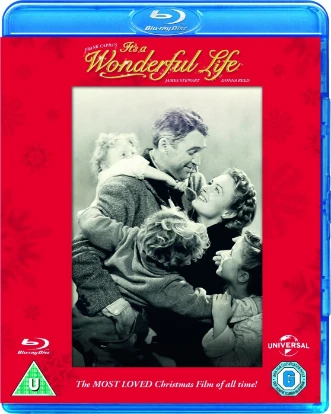 Blu-ray Disc
FRANK CAPRA'S
It's a
Wonderful Life
JAMES STEWART DONNA REED
Blu-ray Disc
UNIVERSAL
U
The MOST LOVED Christmas Film of all time!